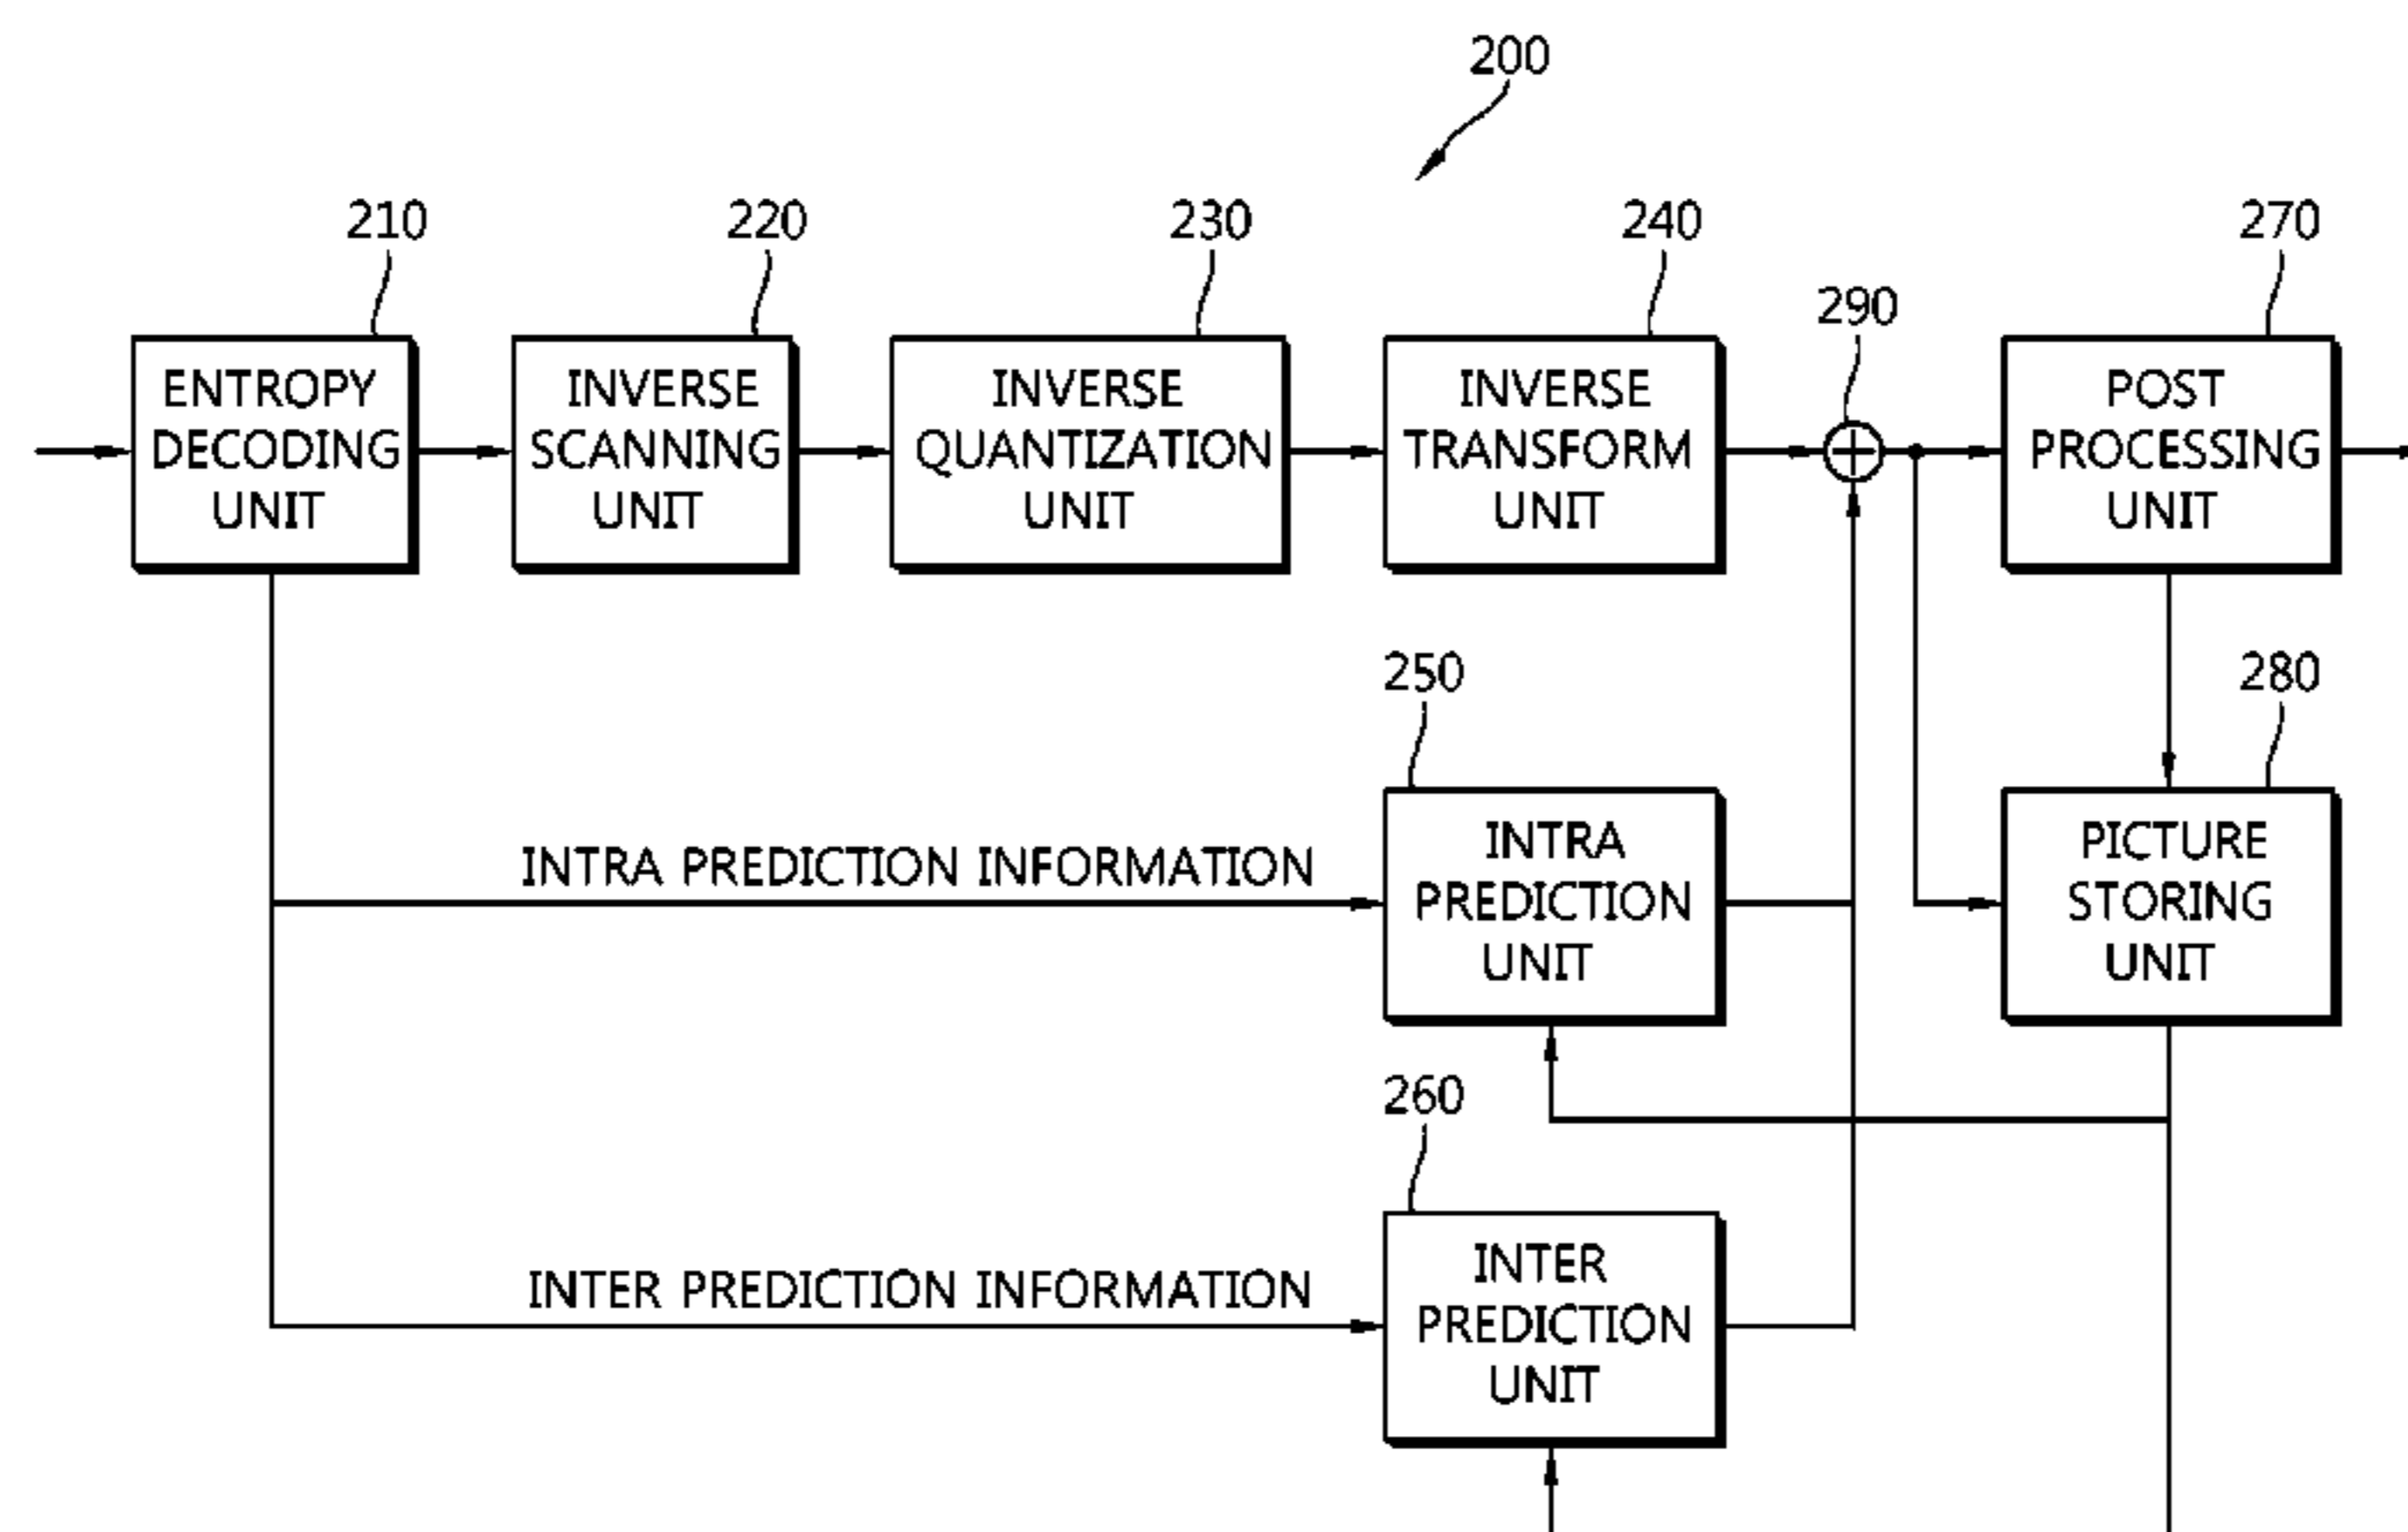 200
210
220
230
240
290
270
ENTROPY
DECODING
UNIT
INVERSE
SCANNING
UNIT
INVERSE
QUANTIZATION
UNIT
INVERSE
TRANSFORM
UNIT
POST
PROCESSING
UNIT
250
280
INTRA PREDICTION INFORMATION
INTRA
PREDICTION
UNIT
PICTURE
STORING
UNIT
260
INTER PREDICTION INFORMATION
INTER
PREDICTION
UNIT